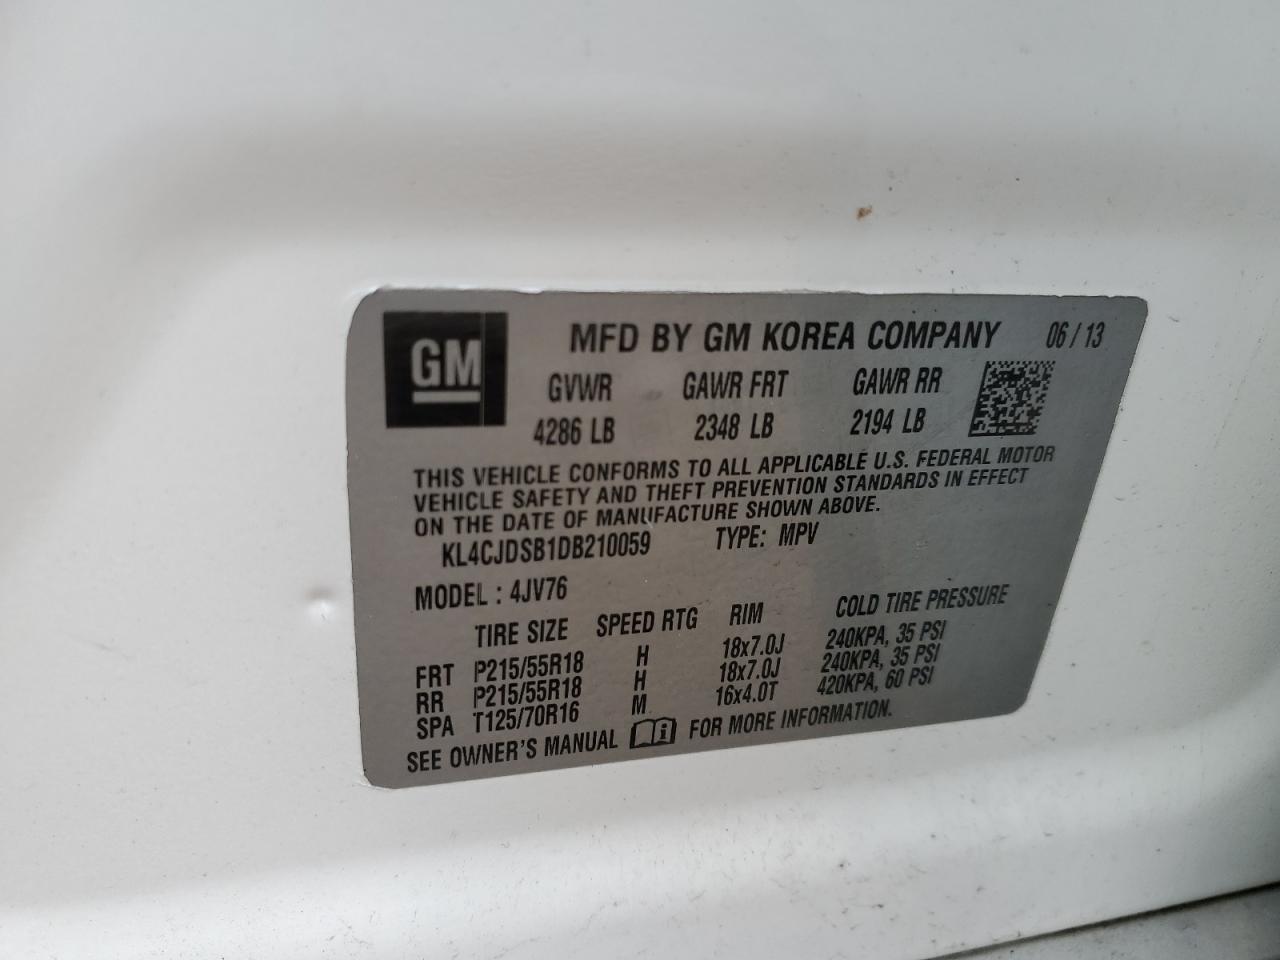 GM
MFD BY GM KOREA COMPANY 06 / 13
GVWR GAWR FRT GAWR RR
4286 LB 2348 LB 2194 LB
THIS VEHICLE CONFORMS TO ALL APPLICABLE U.S. FEDERAL MOTOR
VEHICLE SAFETY AND THEFT PREVENTION STANDARDS IN EFFECT
ON THE DATE OF MANUFACTURE SHOWN ABOVE.
KL4CJDSB1DB210059 TYPE: MPV
MODEL : 4JV76
TIRE SIZE SPEED RTG RIM COLD TIRE PRESSURE
FRT P215/55R18 H 18x7.0J 240KPA, 35 PSI
RR P215/55R18 H 18x7.0J 240KPA, 35 PSI
SPA T125/70R16 M 16x4.0T 420KPA, 60 PSI
SEE OWNER'S MANUAL i FOR MORE INFORMATION.